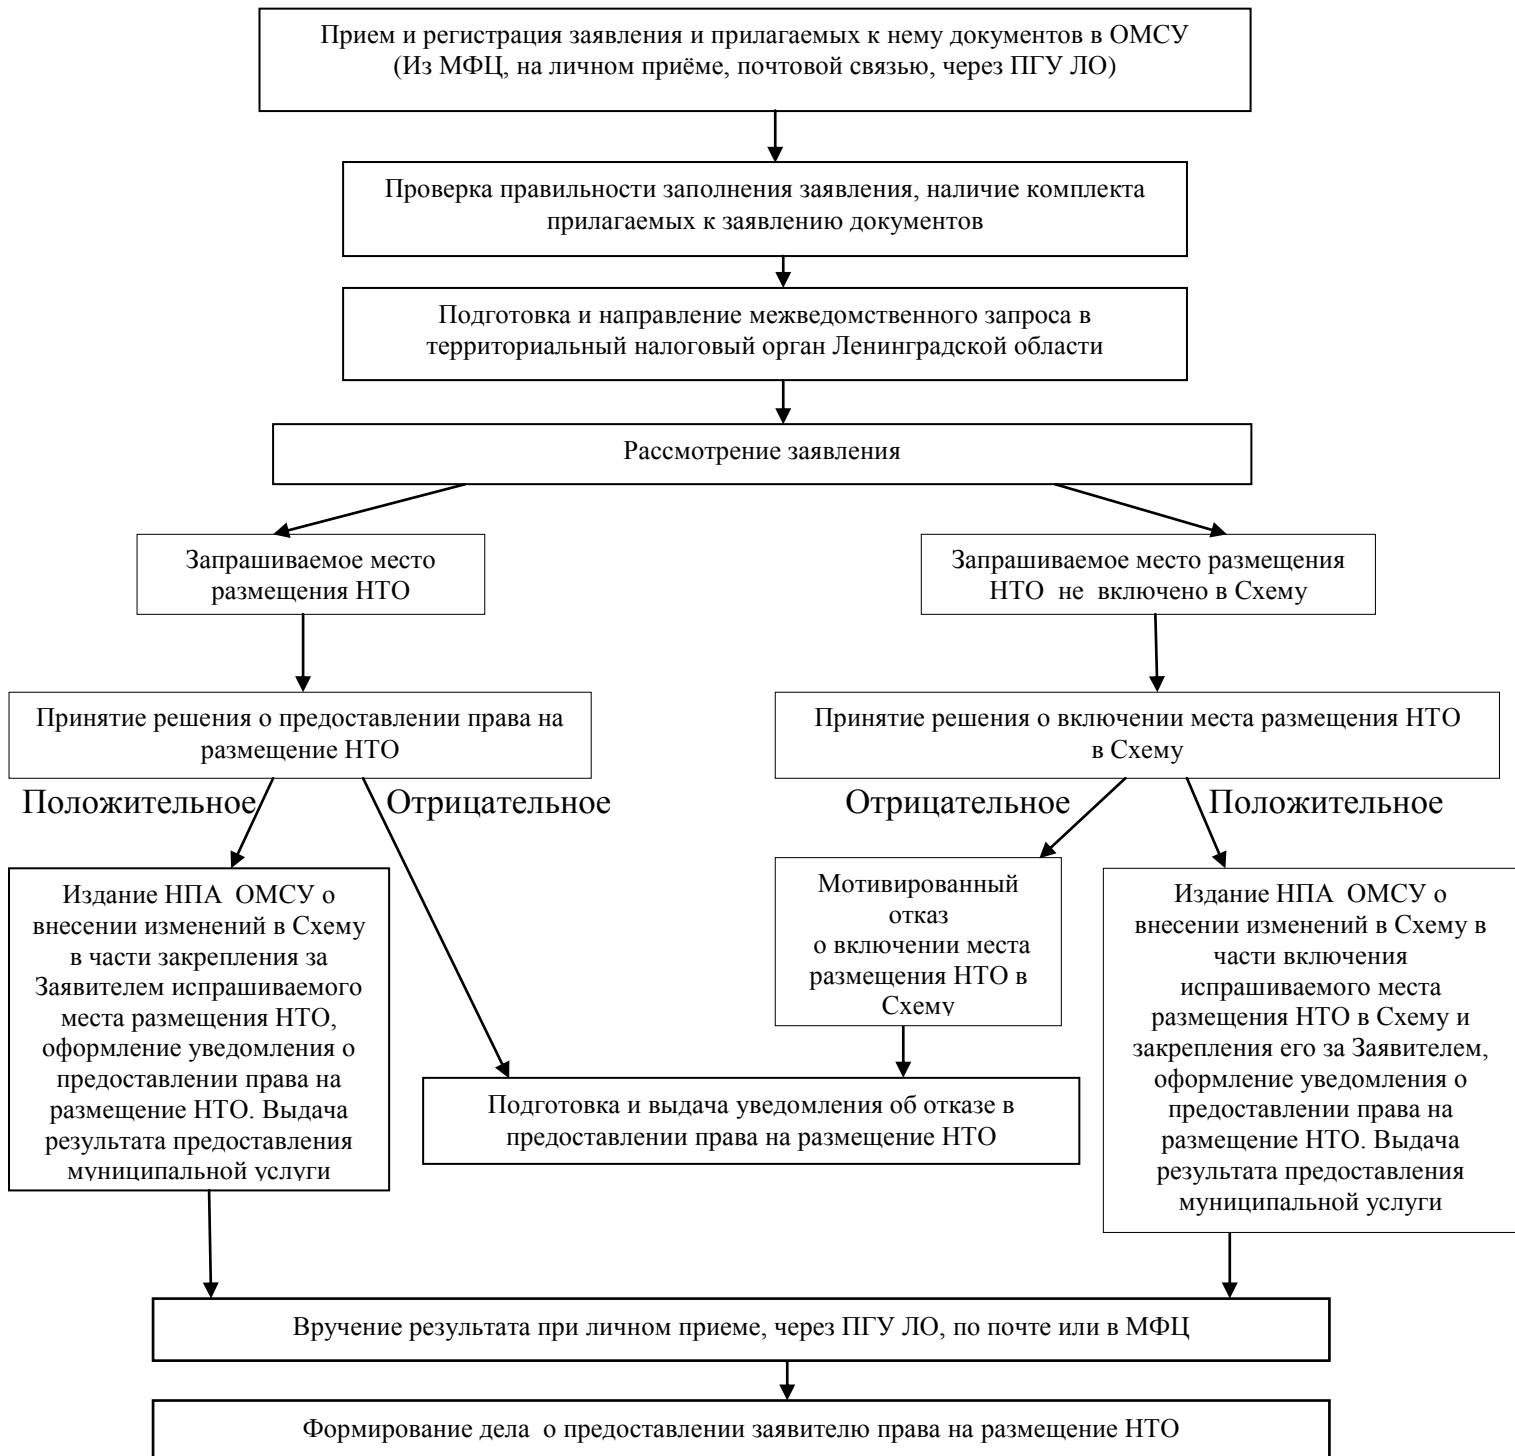 Прием и регистрация заявления и прилагаемых к нему документов в ОМСУ
(Из МФЦ, на личном приёме, почтовой связью, через ПГУ ЛО)
Проверка правильности заполнения заявления, наличие комплекта
прилагаемых к заявлению документов
Подготовка и направление межведомственного запроса в
территориальный налоговый орган Ленинградской области
Рассмотрение заявления
Запрашиваемое место
размещения НТО
Запрашиваемое место размещения
НТО не включено в Схему
Принятие решения о предоставлении права на
размещение НТО
Принятие решения о включении места размещения НТО
в Схему
Положительное
Отрицательное
Отрицательное
Положительное
Издание НПА ОМСУ о
внесении изменений в Схему
в части закрепления за
Заявителем испрашиваемого
места размещения НТО,
оформление уведомления о
предоставлении права на
размещение НТО. Выдача
результата предоставления
муниципальной услуги
Мотивированный
отказ
о включении места
размещения НТО в
Схему
Издание НПА ОМСУ о
внесении изменений в Схему в
части включения
испрашиваемого места
размещения НТО в Схему и
закрепления его за Заявителем,
оформление уведомления о
предоставлении права на
размещение НТО. Выдача
результата предоставления
муниципальной услуги
Подготовка и выдача уведомления об отказе в
предоставлении права на размещение НТО
Вручение результата при личном приеме, через ПГУ ЛО, по почте или в МФЦ
Формирование дела о предоставлении заявителю права на размещение НТО